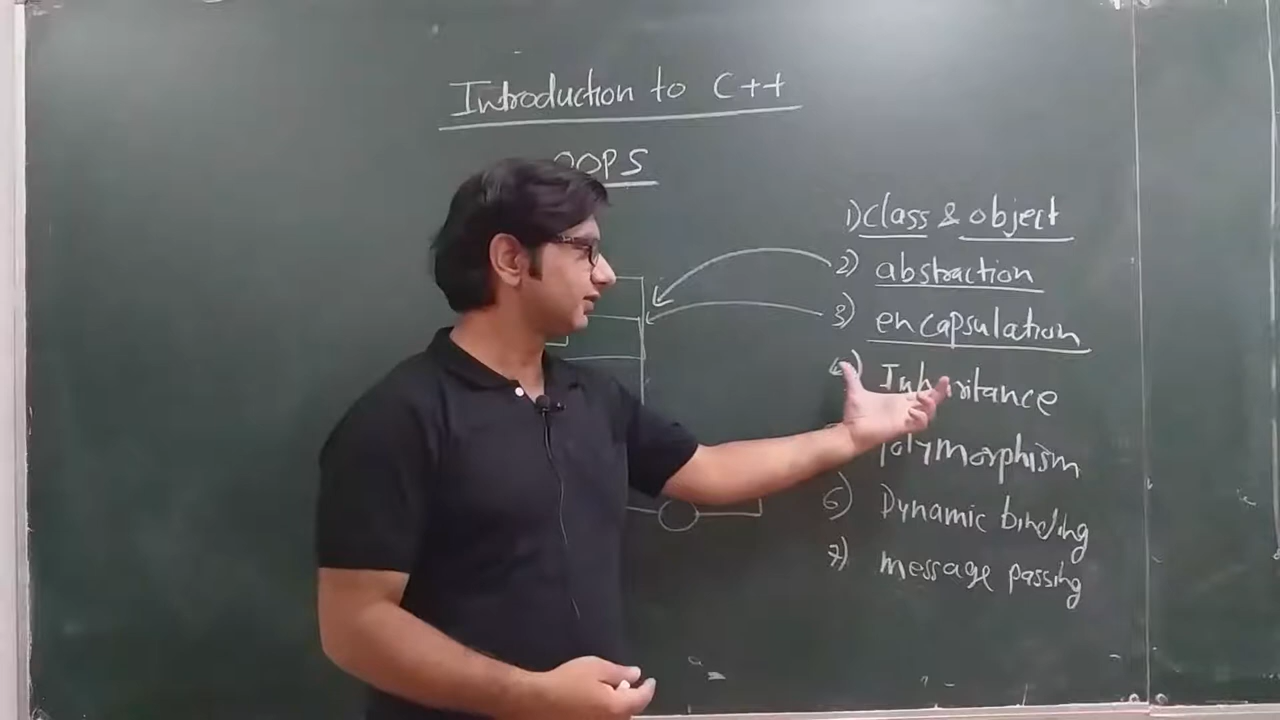 Introduction to C++
OOPS
1) class & object
2) abstraction
3) encapsulation
4) Inheritance
polymorphism
6) Dynamic binding
7) message passing